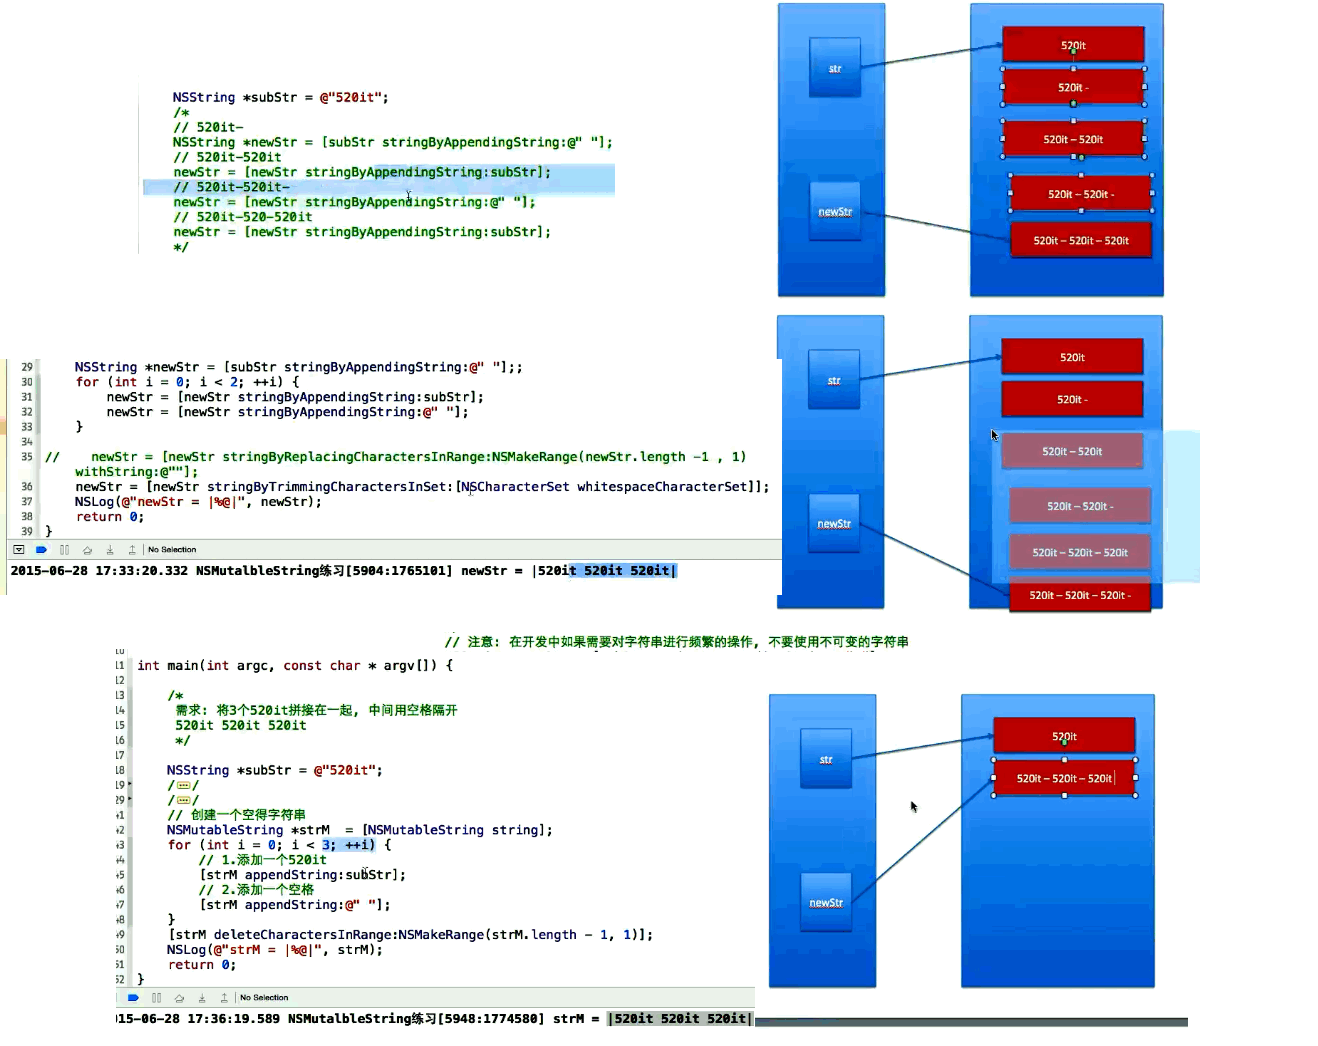 NSString *subStr = @"520it";
/*
// 520it-
NSString *newStr = [subStr stringByAppendingString:@" "];
// 520it-520it
newStr = [newStr stringByAppendingString:subStr];
// 520it-520it-
newStr = [newStr stringByAppendingString:@" "];
// 520it-520-520it
newStr = [newStr stringByAppendingString:subStr];
*/
str
newStr
520it
520it -
520it – 520it
520it – 520it -
520it – 520it – 520it
29 NSString *newStr = [subStr stringByAppendingString:@" "];;
30 for (int i = 0; i < 2; ++i) {
31 newStr = [newStr stringByAppendingString:subStr];
32 newStr = [newStr stringByAppendingString:@" "];
33 }
34
35 // newStr = [newStr stringByReplacingCharactersInRange:NSMakeRange(newStr.length -1 , 1)
withString:@""];
36 newStr = [newStr stringByTrimmingCharactersInSet:[NSCharacterSet whitespaceCharacterSet]];
37 NSLog(@"newStr = |%@|", newStr);
38 return 0;
39 }
No Selection
2015-06-28 17:33:20.332 NSMutalbleString练习[5904:1765101] newStr = |520it 520it 520it|
str
newStr
520it
520it -
520it – 520it
520it – 520it -
520it – 520it – 520it
520it – 520it – 520it -
// 注意: 在开发中如果需要对字符串进行频繁的操作, 不要使用不可变的字符串
l1 int main(int argc, const char * argv[]) {
l2
l3 /*
l4 需求: 将3个520it拼接在一起, 中间用空格隔开
l5 520it 520it 520it
l6 */
l7
l8 NSString *subStr = @"520it";
l9 /…/
29 /…/
41 // 创建一个空得字符串
42 NSMutableString *strM  = [NSMutableString string];
43 for (int i = 0; i < 3; ++i) {
44 // 1.添加一个520it
45 [strM appendString:subStr];
46 // 2.添加一个空格
47 [strM appendString:@" "];
48 }
49 [strM deleteCharactersInRange:NSMakeRange(strM.length - 1, 1)];
50 NSLog(@"strM = |%@|", strM);
51 return 0;
52 }
No Selection
15-06-28 17:36:19.589 NSMutalbleString练习[5948:1774580] strM = |520it 520it 520it|
str
newStr
520it
520it – 520it – 520it